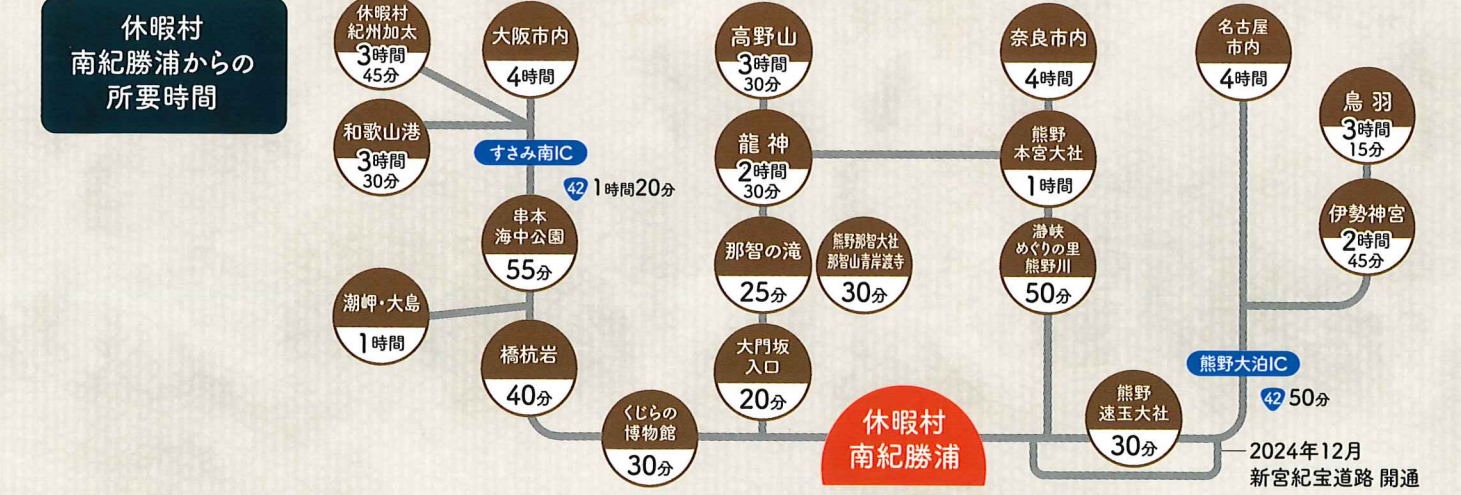 休暇村
南紀勝浦からの
所要時間
休暇村
紀州加太
3時間
45分
大阪市内
4時間
和歌山港
3時間
30分
すさみ南IC
42 1時間20分
串本
海中公園
55分
潮岬・大島
1時間
橋杭岩
40分
くじらの
博物館
30分
高野山
3時間
30分
龍神
2時間
30分
那智の滝
25分
熊野那智大社
那智山青岸渡寺
30分
大門坂
入口
20分
休暇村
南紀勝浦
奈良市内
4時間
熊野
本宮大社
1時間
瀞峡
めぐりの里
熊野川
50分
熊野
速玉大社
30分
名古屋
市内
4時間
鳥羽
3時間
15分
伊勢神宮
2時間
45分
熊野大泊IC
42 50分
2024年12月
新宮紀宝道路 開通